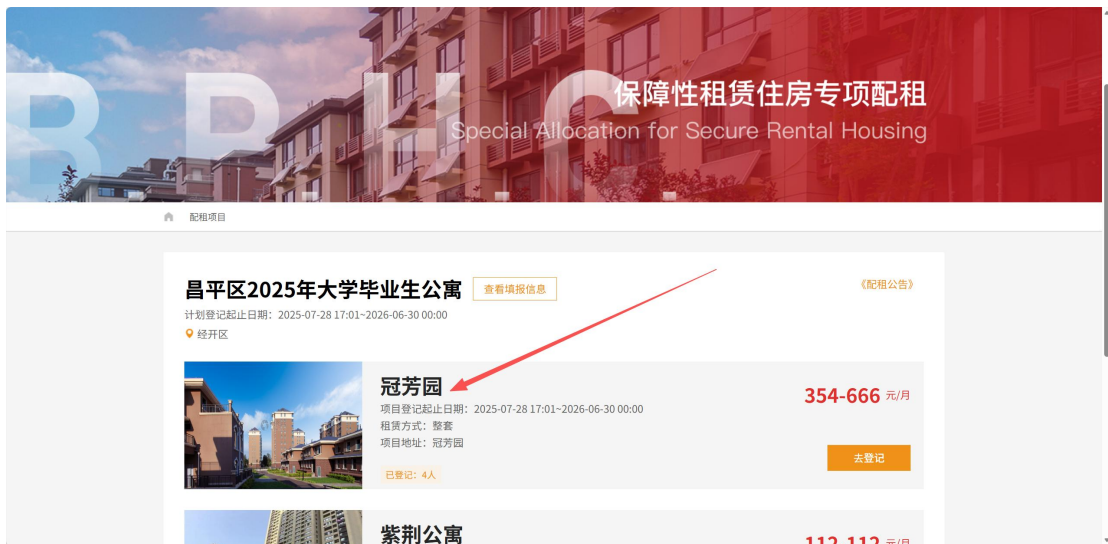 B.P.H.C.
保障性租赁住房专项配租
Special Allocation for Secure Rental Housing
配租项目
昌平区2025年大学毕业生公寓
查看填报信息
《配租公告》
计划登记起止日期：2025-07-28 17:01~2026-06-30 00:00
经开区
冠芳园
354-666 元/月
项目登记起止日期：2025-07-28 17:01~2026-06-30 00:00
租赁方式：整套
项目地址：冠芳园
去登记
已登记：4人
紫荆公寓
112-112 元/月